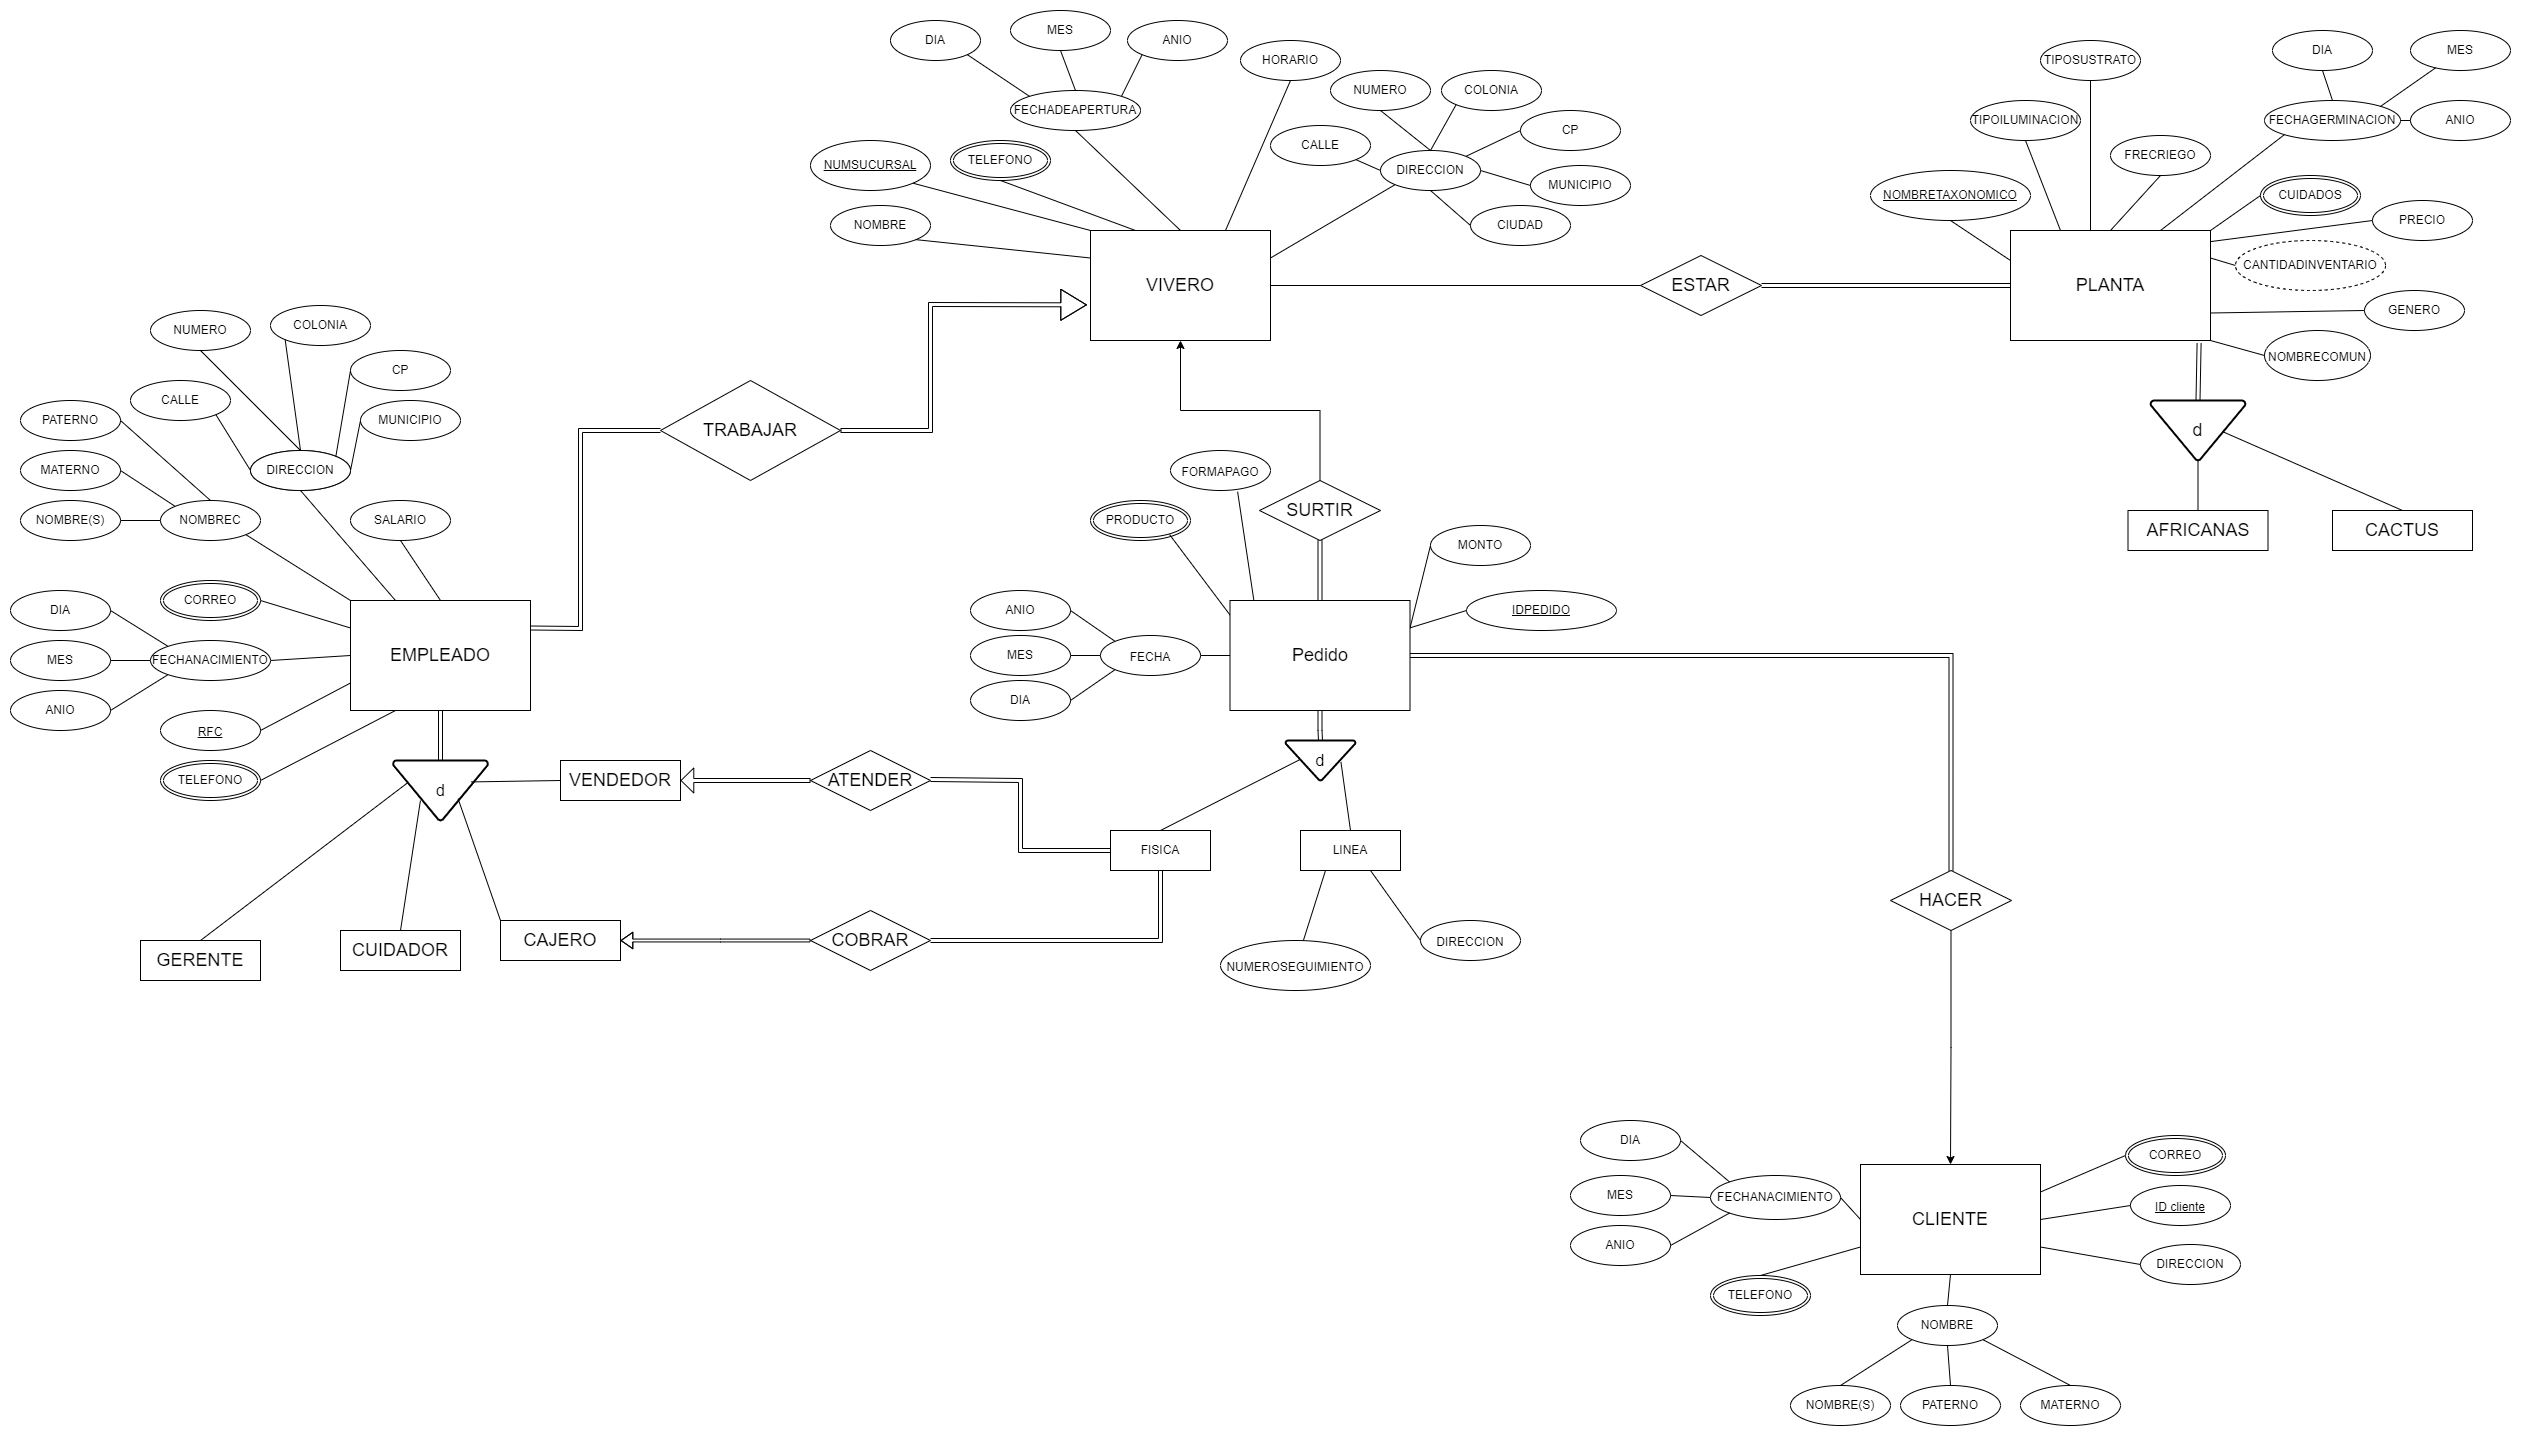 DIA
MES
ANIO
FECHADEAPERTURA
HORARIO
NUMERO
COLONIA
CP
CALLE
DIRECCION
MUNICIPIO
CIUDAD
NUMSUCURSAL
TELEFONO
NOMBRE
VIVERO
ESTAR
TIPOSUSTRATO
TIPOILUMINACION
FRECRIEGO
NOMBRETAXONOMICO
DIA
MES
FECHAGERMINACION
ANIO
CUIDADOS
PRECIO
CANTIDADINVENTARIO
GENERO
NOMBRECOMUN
PLANTA
d
AFRICANAS
CACTUS
NUMERO
COLONIA
CP
CALLE
MUNICIPIO
DIRECCION
PATERNO
MATERNO
NOMBRE(S)
NOMBREC
SALARIO
CORREO
DIA
MES
ANIO
FECHANACIMIENTO
RFC
TELEFONO
EMPLEADO
TRABAJAR
d
GERENTE
CUIDADOR
CAJERO
VENDEDOR
ATENDER
COBRAR
FORMAPAGO
PRODUCTO
SURTIR
MONTO
IDPEDIDO
ANIO
MES
DIA
FECHA
Pedido
d
FISICA
LINEA
NUMEROSEGUIMIENTO
DIRECCION
HACER
DIA
MES
ANIO
FECHANACIMIENTO
TELEFONO
CLIENTE
CORREO
ID cliente
DIRECCION
NOMBRE
NOMBRE(S)
PATERNO
MATERNO